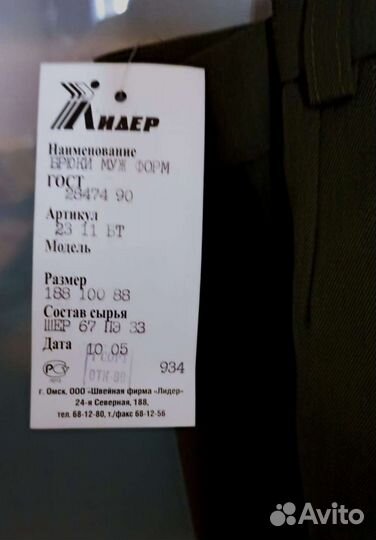 ЛИДЕР
Наименование
БРЮКИ МУЖ ФОРМ
ГОСТ
28474 90
Артикул
23 11 БТ
Модель
Размер
188 100 88
Состав сырья
ШЕР 67 ПЭ 33
Дата 10 05
934
г. Омск, ООО «Швейная фирма «Лидер»
24-я Северная, 188,
тел. 68-12-80, т./факс 68-12-56
Avito